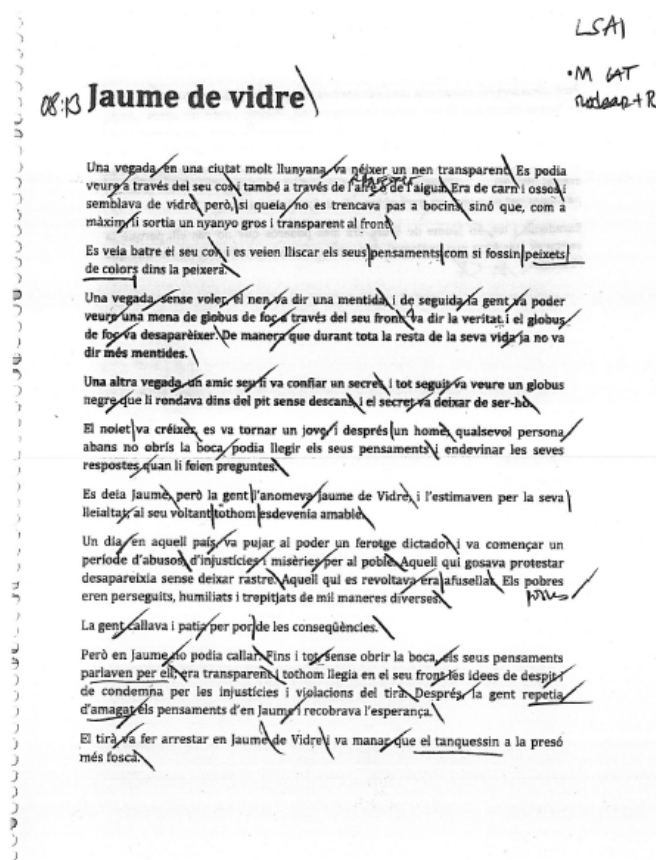 LSAI
•M CAT
08:13 Jaume de vidre
Una vegada, en una ciutat molt llunyana, va néixer un nen transparent. Es podia
veure a través del seu cos i també a través de l'aire o de l'aigua. Era de carn i ossos i
semblava de vidre, però, si queia, no es trencava pas a bocins, sinó que, com a
màxim, li sortia un nyanyo gros i transparent al front.
Es veia batre el seu cor, i es veien lliscar els seus pensaments com si fossin peixets
de colors dins la peixera.
Una vegada, sense voler, el nen va dir una mentida, i de seguida la gent va poder
veure una mena de globus de foc a través del seu front; va dir la veritat i el globus
de foc va desaparèixer. De manera que durant tota la resta de la seva vida ja no va
dir més mentides.
Una altra vegada, un amic seu li va confiar un secret, i tot seguit va veure un globus
negre que li rondava dins del pit sense descans, i el secret va deixar de ser-ho.
El noiet va créixer, es va tornar un jove, i després un home, qualsevol persona
abans no obrís la boca, podia llegir els seus pensaments i endevinar les seves
respostes quan li feien preguntes.
Es deia Jaume, però la gent l'anomeva Jaume de Vidre, i l'estimaven per la seva
lleialtat; al seu voltant tothom esdevenia amable.
Un dia, en aquell país, va pujar al poder un ferotge dictador, i va començar un
període d'abusos, d'injustícies i misèries per al poble. Aquell qui gosava protestar
desapareixia sense deixar rastre. Aquell qui es revoltava era afusellat. Els pobres
eren perseguits, humiliats i trepitjats de mil maneres diverses.
La gent callava i patia per por de les conseqüències.
Però en Jaume no podia callar. Fins i tot, sense obrir la boca, els seus pensaments
parlaven per ell; era transparent i tothom llegia en el seu front les idees de despit i
de condemna per les injustícies i violacions del tirà. Després, la gent repetia
d'amagat els pensaments d'en Jaume i recobrava l'esperança.
El tirà va fer arrestar en Jaume de Vidre i va manar que el tanquessin a la presó
més fosca.